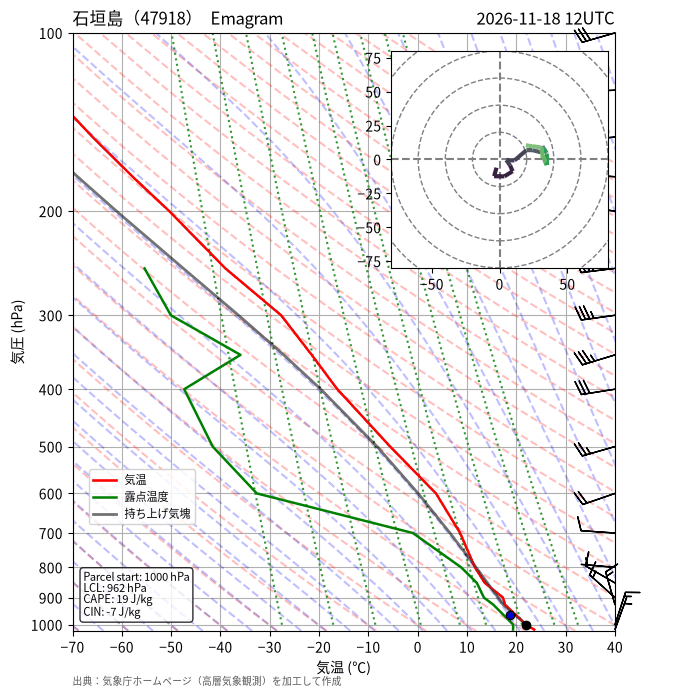 石垣島（47918） Emagram
2026-11-18 12UTC
100
200
300
400
500
600
700
800
900
1000
気圧 (hPa)
75
50
25
0
−25
−50
−75
−50
0
50
気温
露点温度
持ち上げ気塊
Parcel start: 1000 hPa
LCL: 962 hPa
CAPE: 19 J/kg
CIN: -7 J/kg
−70
−60
−50
−40
−30
−20
−10
0
10
20
30
40
気温 (°C)
出典：気象庁ホームページ（高層気象観測）を加工して作成